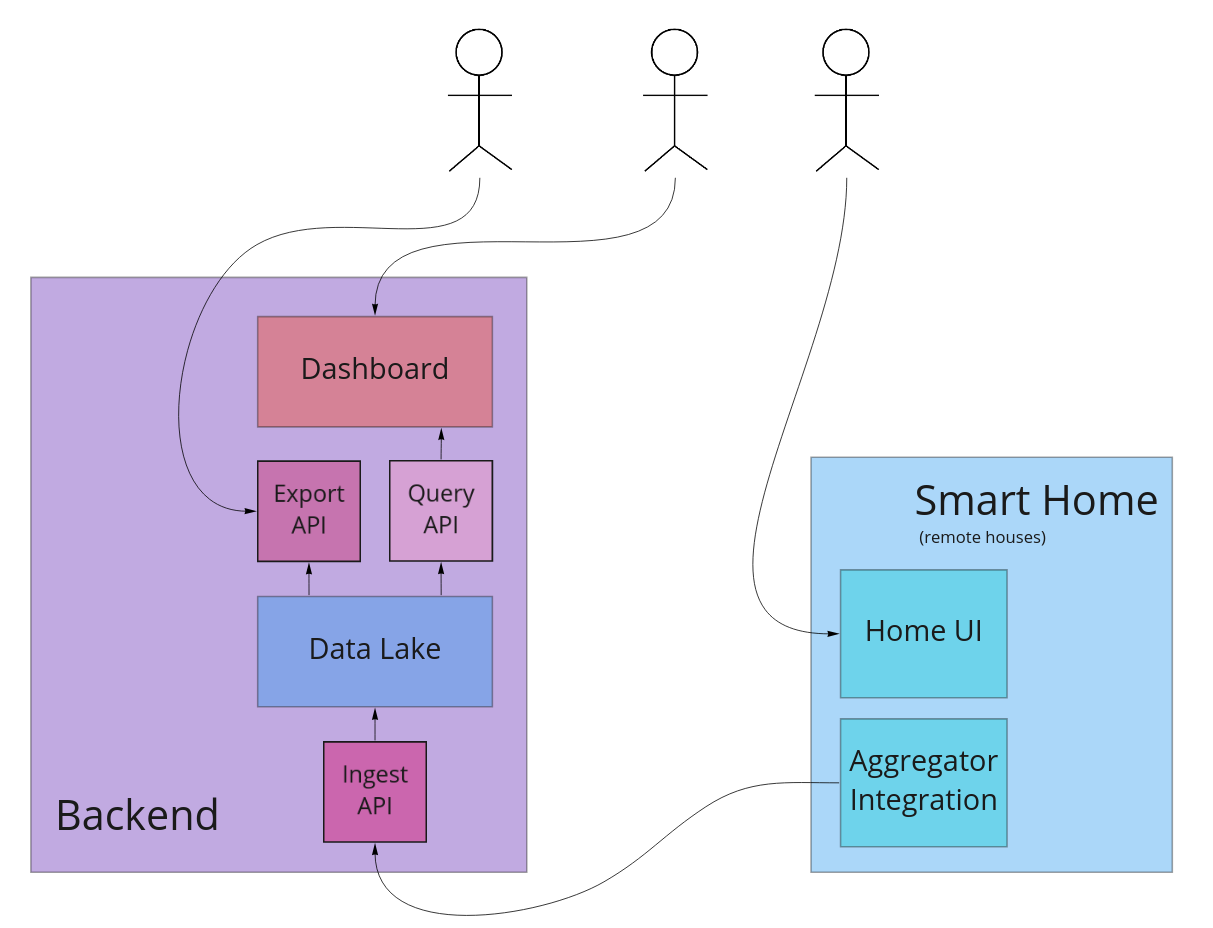 Dashboard
Export
API
Query
API
Data Lake
Ingest
API
Backend
Smart Home
(remote houses)
Home UI
Aggregator
Integration